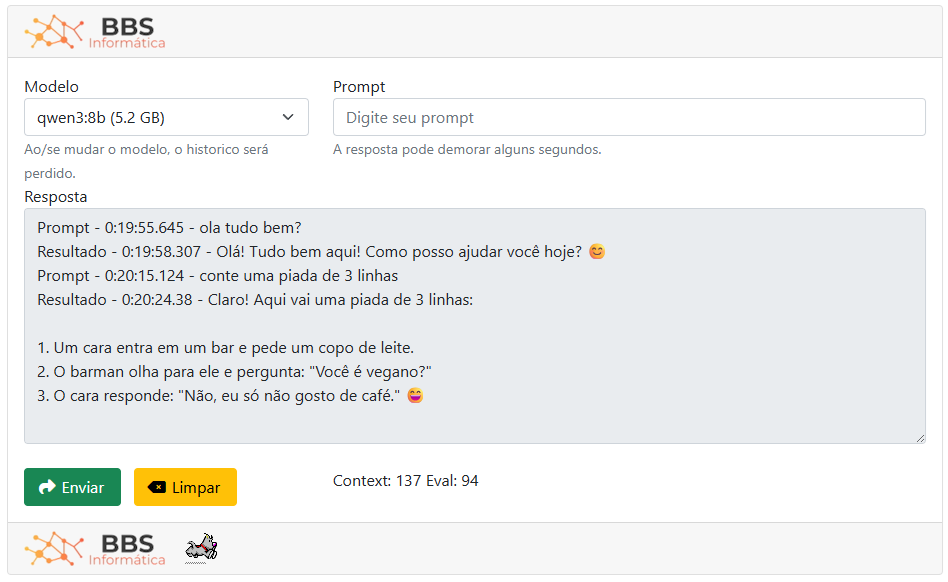 BBS
Informática
Modelo
Prompt
qwen3:8b (5.2 GB)
Digite seu prompt
Ao/se mudar o modelo, o historico será
perdido.
A resposta pode demorar alguns segundos.
Resposta
Prompt - 0:19:55.645 - ola tudo bem?
Resultado - 0:19:58.307 - Olá! Tudo bem aqui! Como posso ajudar você hoje? 😊
Prompt - 0:20:15.124 - conte uma piada de 3 linhas
Resultado - 0:20:24.38 - Claro! Aqui vai uma piada de 3 linhas:
1. Um cara entra em um bar e pede um copo de leite.
2. O barman olha para ele e pergunta: "Você é vegano?"
3. O cara responde: "Não, eu só não gosto de café." 😄
Enviar
Limpar
Context: 137 Eval: 94
BBS
Informática